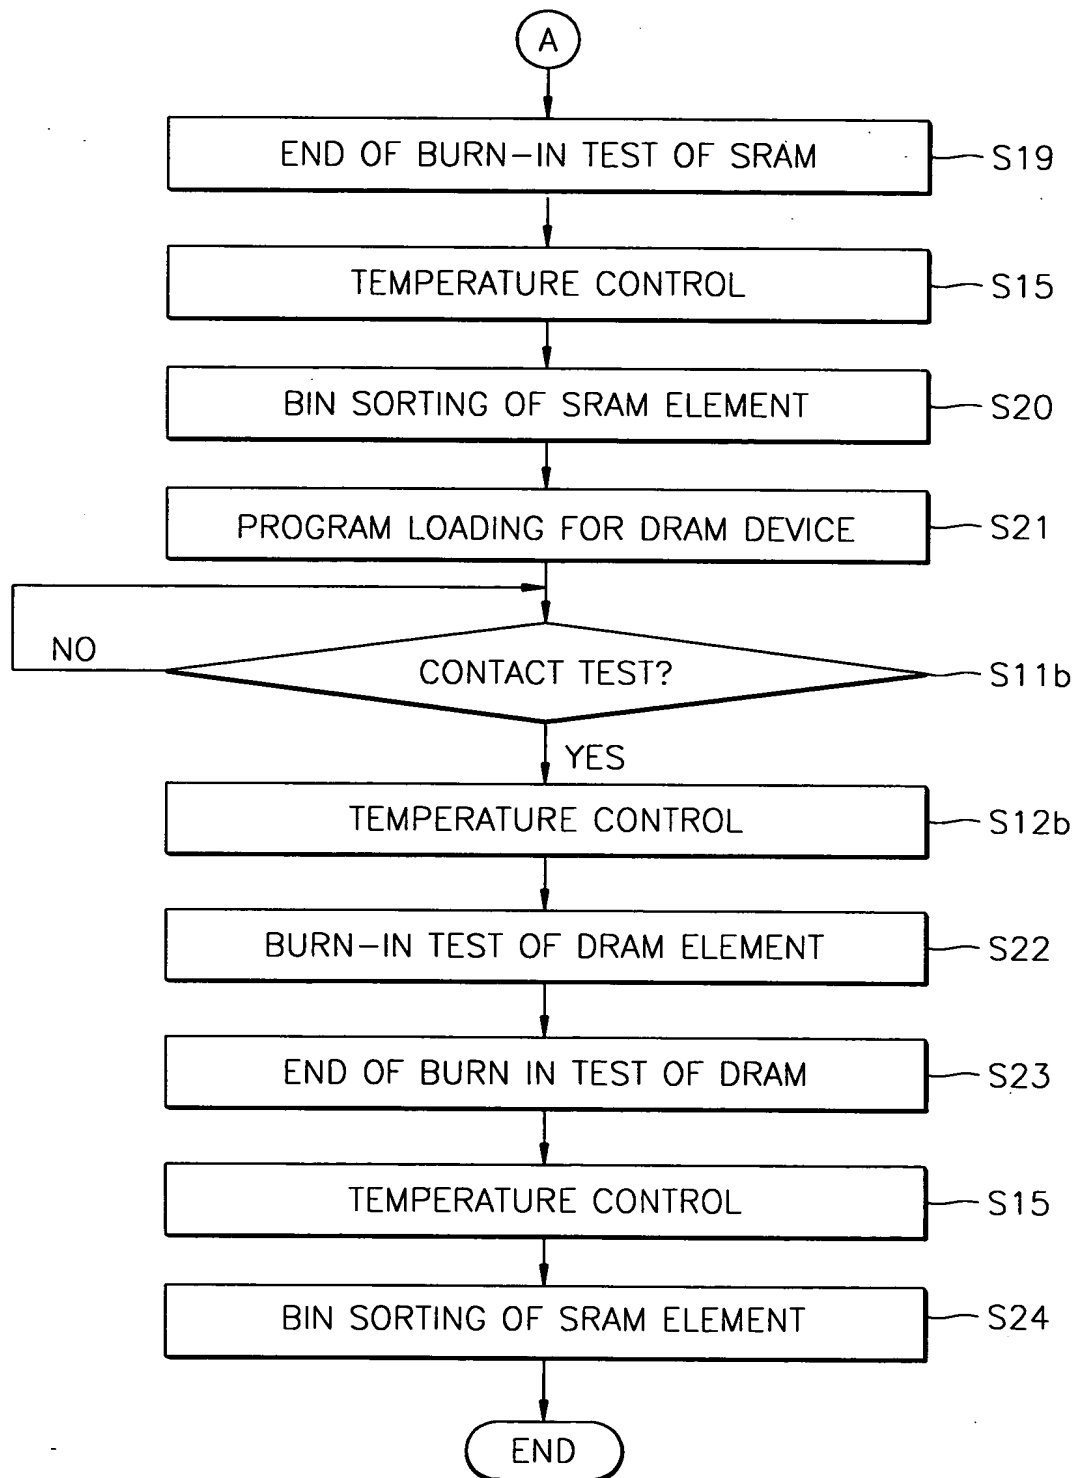 A
END OF BURN-IN TEST OF SRAM S19
TEMPERATURE CONTROL S15
BIN SORTING OF SRAM ELEMENT S20
PROGRAM LOADING FOR DRAM DEVICE S21
NO
CONTACT TEST? S11b
YES
TEMPERATURE CONTROL S12b
BURN-IN TEST OF DRAM ELEMENT S22
END OF BURN IN TEST OF DRAM S23
TEMPERATURE CONTROL S15
BIN SORTING OF SRAM ELEMENT S24
END